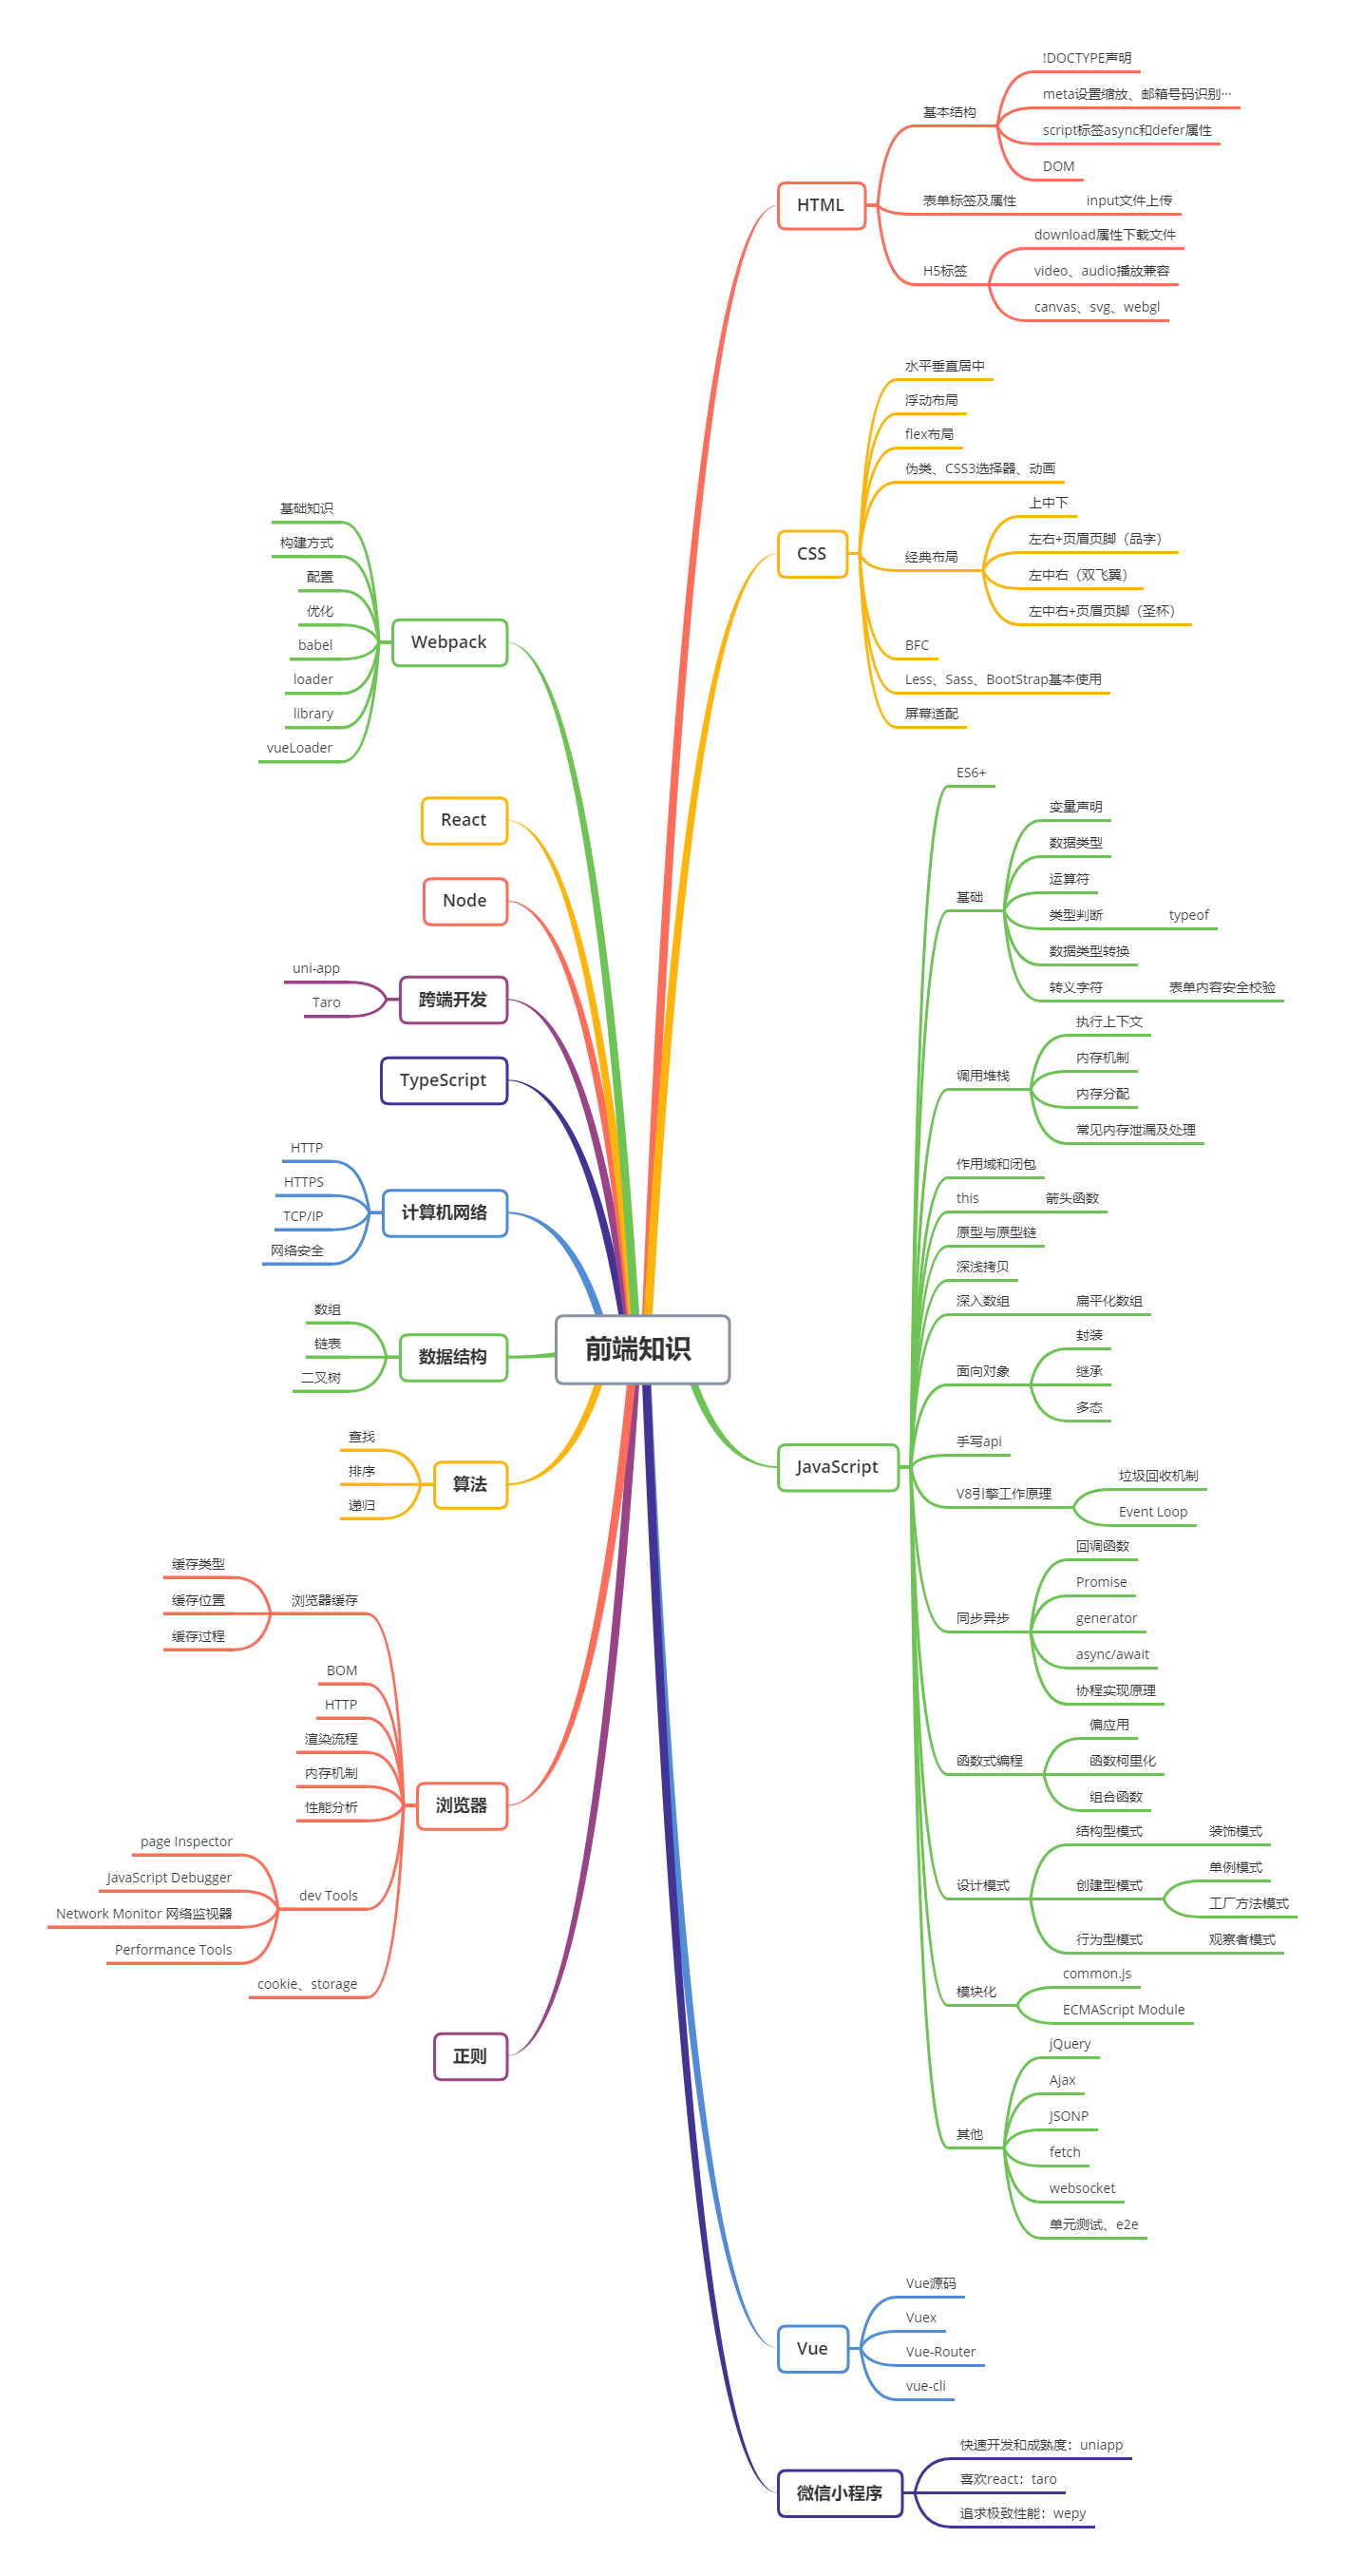 前端知识
HTML
基本结构
!DOCTYPE声明
meta设置缩放、邮箱号码识别…
script标签async和defer属性
DOM
表单标签及属性
input文件上传
H5标签
download属性下载文件
video、audio播放兼容
canvas、svg、webgl
CSS
水平垂直居中
浮动布局
flex布局
伪类、CSS3选择器、动画
经典布局
上中下
左右+页眉页脚（品字）
左中右（双飞翼）
左中右+页眉页脚（圣杯）
BFC
Less、Sass、BootStrap基本使用
屏幕适配
JavaScript
ES6+
基础
变量声明
数据类型
运算符
类型判断
typeof
数据类型转换
转义字符
表单内容安全校验
调用堆栈
执行上下文
内存机制
内存分配
常见内存泄漏及处理
作用域和闭包
this
箭头函数
原型与原型链
深浅拷贝
深入数组
扁平化数组
面向对象
封装
继承
多态
手写api
V8引擎工作原理
垃圾回收机制
Event Loop
同步异步
回调函数
Promise
generator
async/await
协程实现原理
函数式编程
偏应用
函数柯里化
组合函数
设计模式
结构型模式
装饰模式
创建型模式
单例模式
工厂方法模式
行为型模式
观察者模式
模块化
common.js
ECMAScript Module
其他
jQuery
Ajax
JSONP
fetch
websocket
单元测试、e2e
Vue
Vue源码
Vuex
Vue-Router
vue-cli
微信小程序
快速开发和成熟度：uniapp
喜欢react：taro
追求极致性能：wepy
Webpack
基础知识
构建方式
配置
优化
babel
loader
library
vueLoader
React
Node
跨端开发
uni-app
Taro
TypeScript
计算机网络
HTTP
HTTPS
TCP/IP
网络安全
数据结构
数组
链表
二叉树
算法
查找
排序
递归
浏览器
浏览器缓存
缓存类型
缓存位置
缓存过程
BOM
HTTP
渲染流程
内存机制
性能分析
dev Tools
page Inspector
JavaScript Debugger
Network Monitor 网络监视器
Performance Tools
cookie、storage
正则